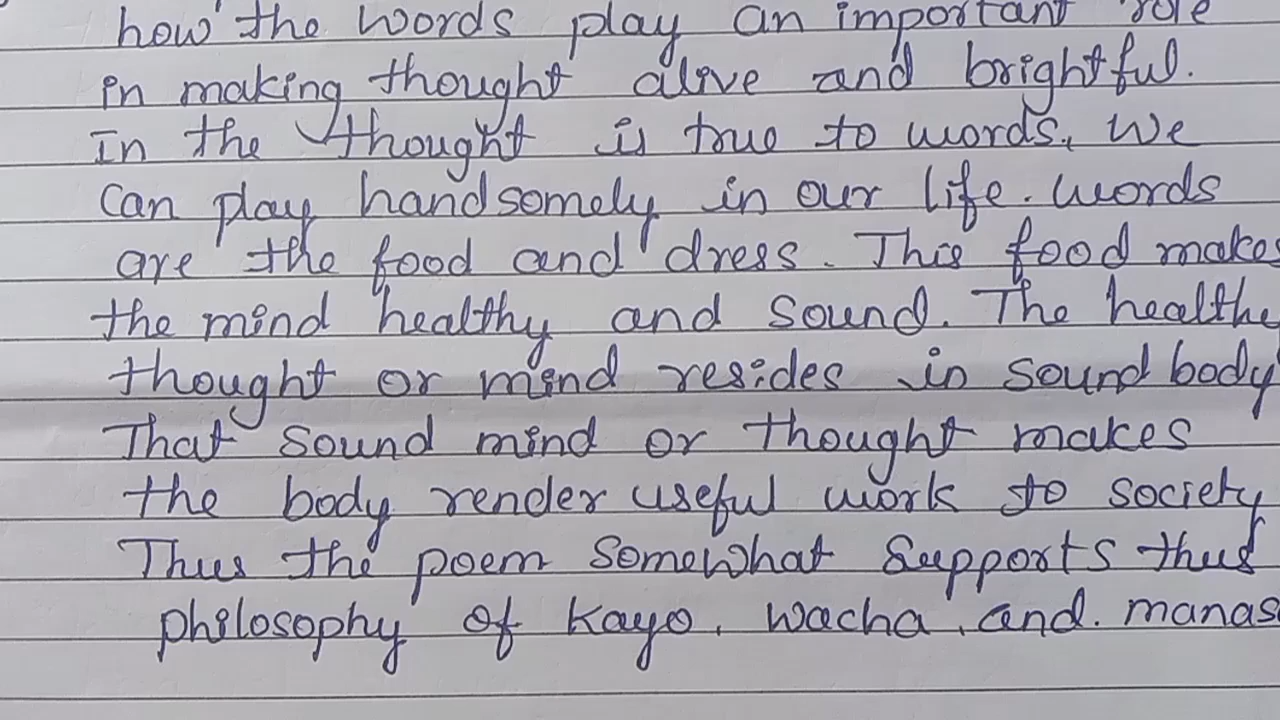 how the words play an important role
in making thought alive and brightful.
In the thought is true to words, we
can play handsomely in our life. words
are the food and dress. This food makes
the mind healthy and sound. The healthe
thought or mind resides in sound body
That sound mind or thought makes
the body render useful work to society
Thus the poem somewhat supports thus
philosophy of Kayo, wacha, and. manas